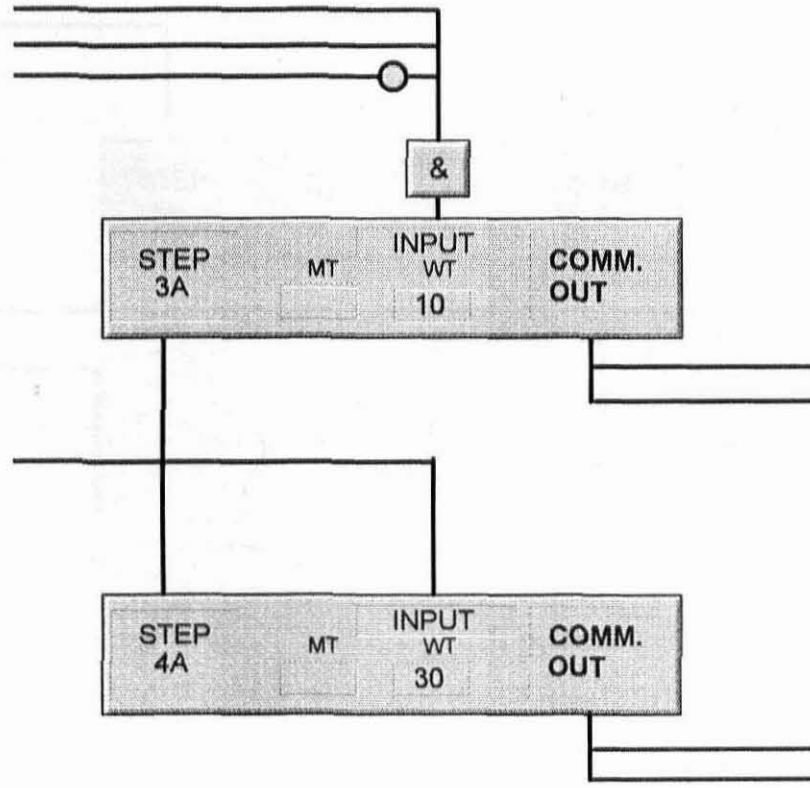 &
STEP
3A
MT
INPUT
WT
10
COMM.
OUT
STEP
4A
MT
INPUT
WT
30
COMM.
OUT